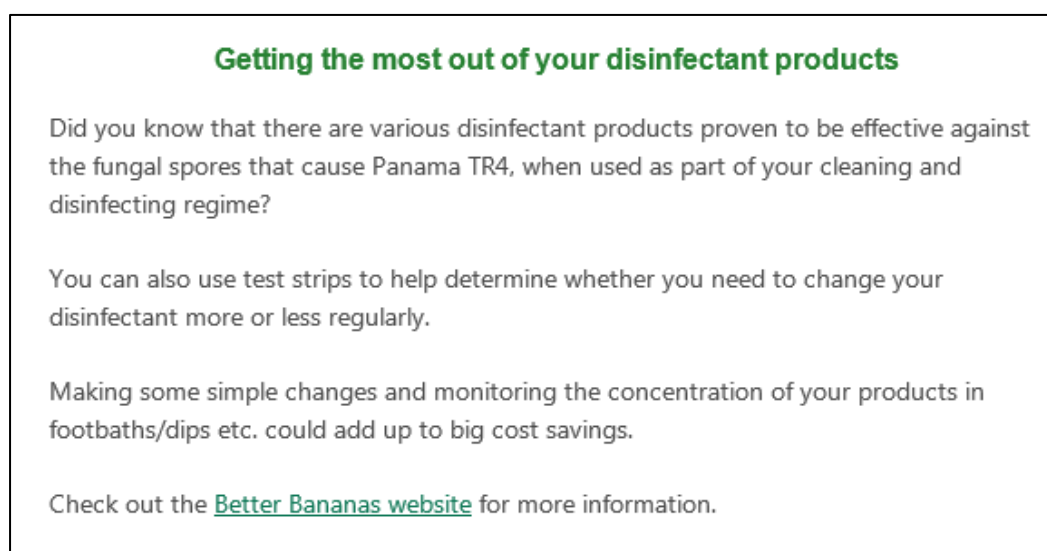 Getting the most out of your disinfectant products
Did you know that there are various disinfectant products proven to be effective against
the fungal spores that cause Panama TR4, when used as part of your cleaning and
disinfecting regime?
You can also use test strips to help determine whether you need to change your
disinfectant more or less regularly.
Making some simple changes and monitoring the concentration of your products in
footbaths/dips etc. could add up to big cost savings.
Check out the Better Bananas website for more information.